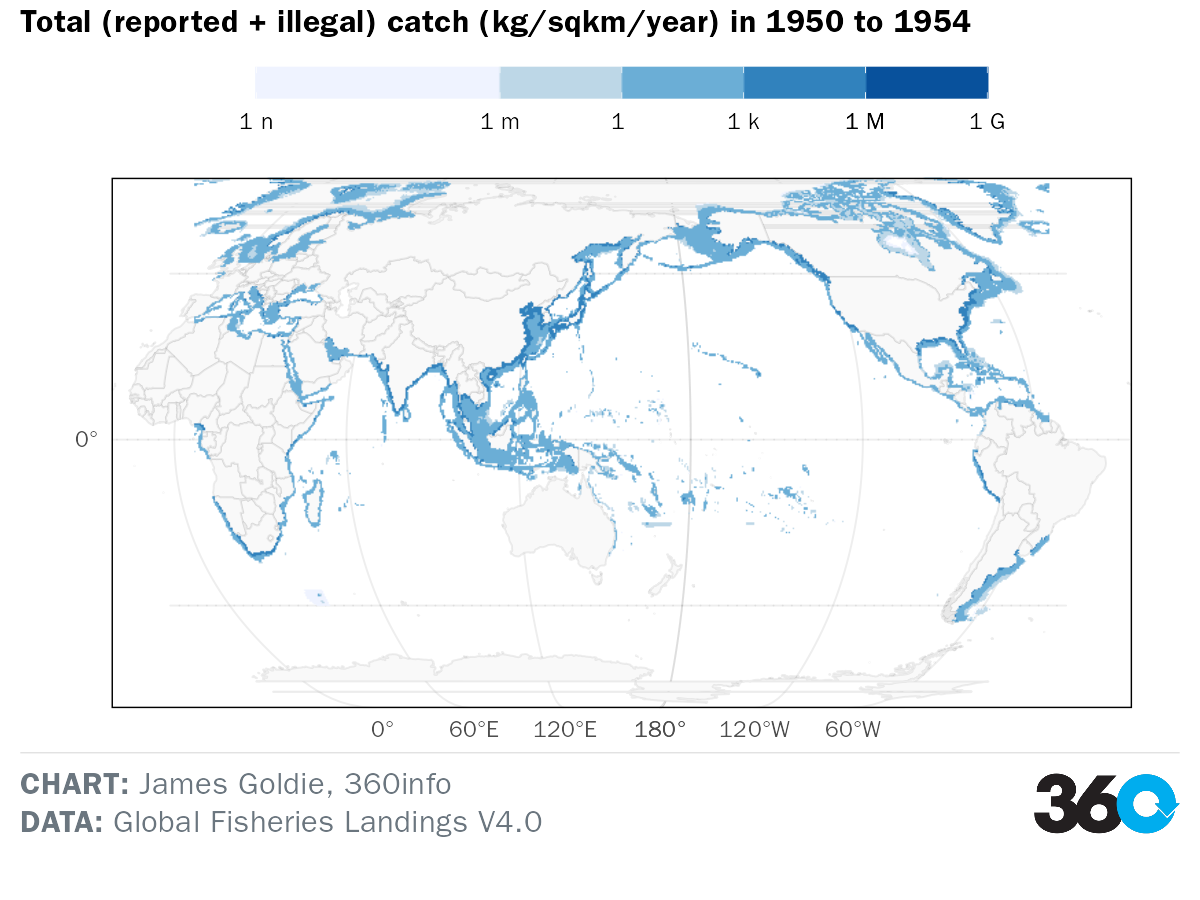 Total (reported + illegal) catch (kg/sqkm/year) in 1950 to 1954
1 n 1 m 1 1 k 1 M 1 G
0°
0° 60°E 120°E 180° 120°W 60°W
CHART: James Goldie, 360info
DATA: Global Fisheries Landings V4.0
360